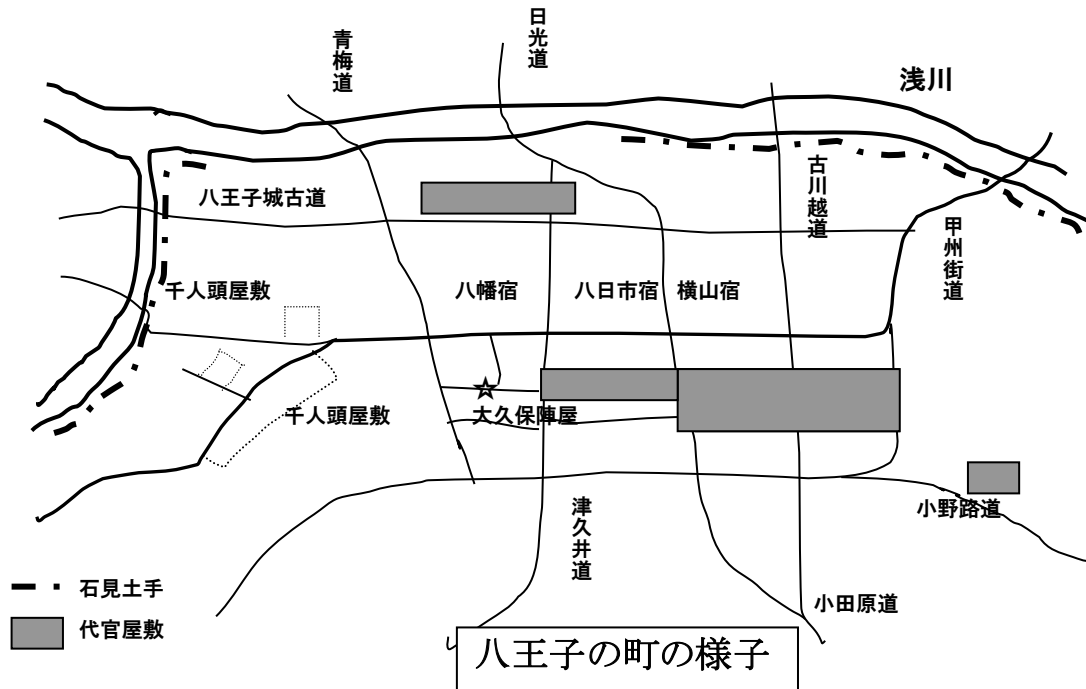 日光道
青梅道
浅川
古川越道
八王子城古道
甲州街道
千人頭屋敷
八幡宿
八日市宿
横山宿
千人頭屋敷
大久保陣屋
小野路道
津久井道
石見土手
小田原道
代官屋敷
八王子の町の様子